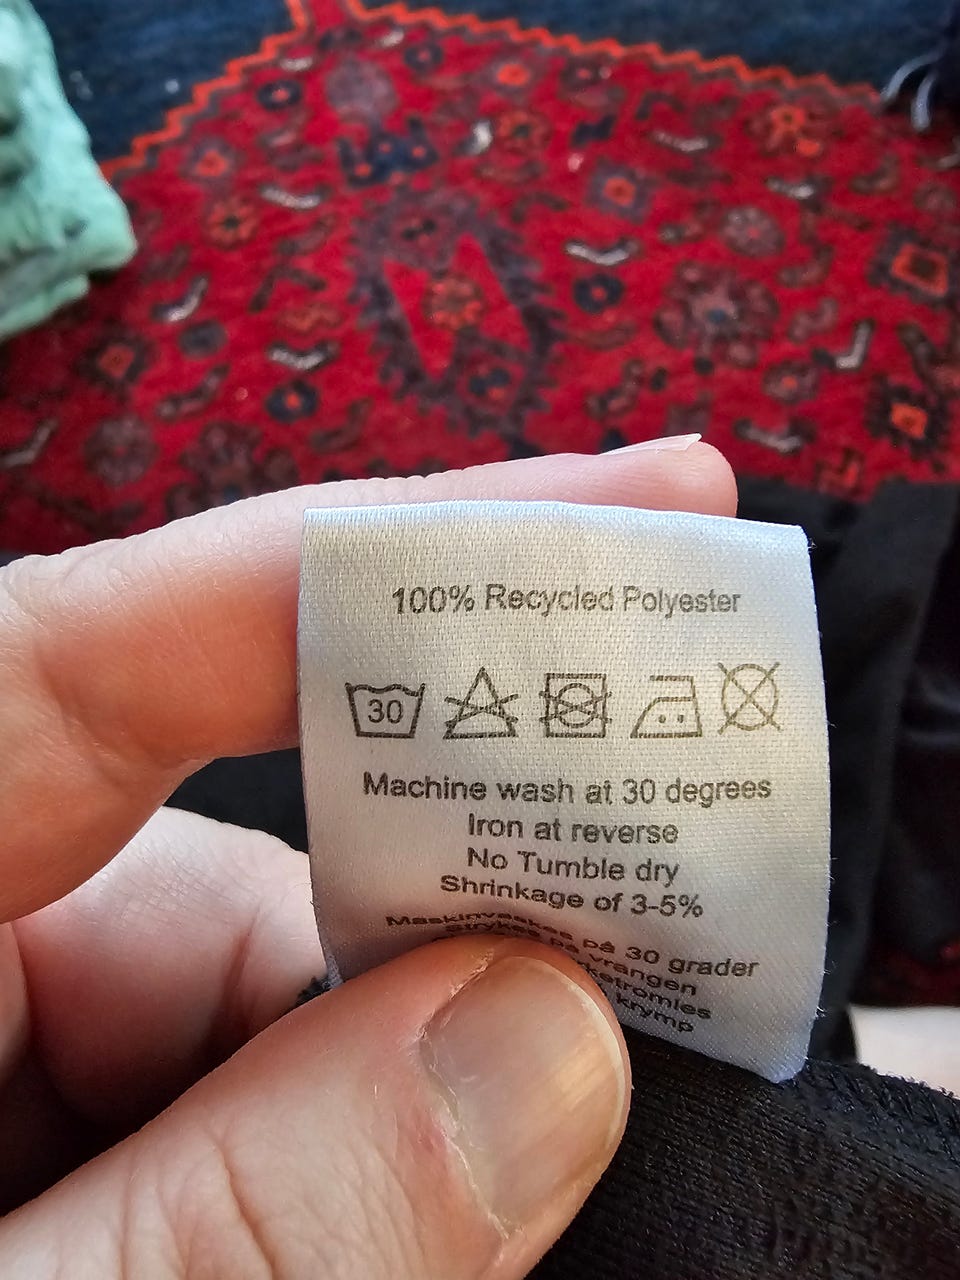 100% Recycled Polyester
30
Machine wash at 30 degrees
Iron at reverse
No Tumble dry
Shrinkage of 3-5%
Maskinvaskes på 30 grader
Strykes på vrangen
krymp